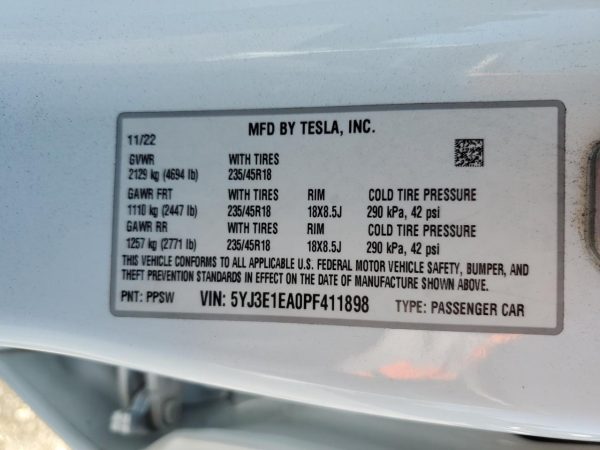 MFD BY TESLA, INC.
11/22
GVWR WITH TIRES
2129 kg (4694 lb) 235/45R18
GAWR FRT WITH TIRES RIM COLD TIRE PRESSURE
1110 kg (2447 lb) 235/45R18 18X8.5J 290 kPa, 42 psi
GAWR RR WITH TIRES RIM COLD TIRE PRESSURE
1257 kg (2771 lb) 235/45R18 18X8.5J 290 kPa, 42 psi
THIS VEHICLE CONFORMS TO ALL APPLICABLE U.S. FEDERAL MOTOR VEHICLE SAFETY, BUMPER, AND
THEFT PREVENTION STANDARDS IN EFFECT ON THE DATE OF MANUFACTURE SHOWN ABOVE.
PNT: PPSW VIN: 5YJ3E1EA0PF411898 TYPE: PASSENGER CAR